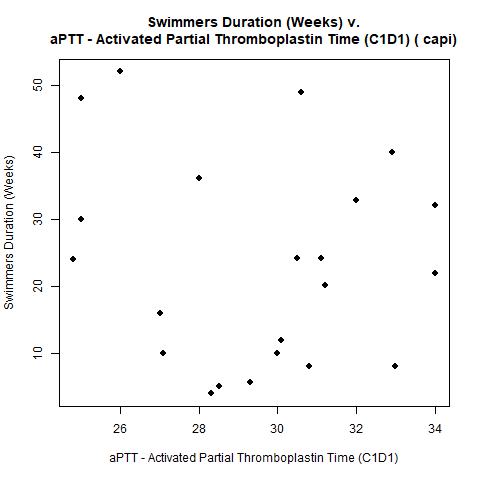 Swimmers Duration (Weeks) v.
aPTT - Activated Partial Thromboplastin Time (C1D1) ( capi)
Swimmers Duration (Weeks)
50
40
30
20
10
26 28 30 32 34
aPTT - Activated Partial Thromboplastin Time (C1D1)